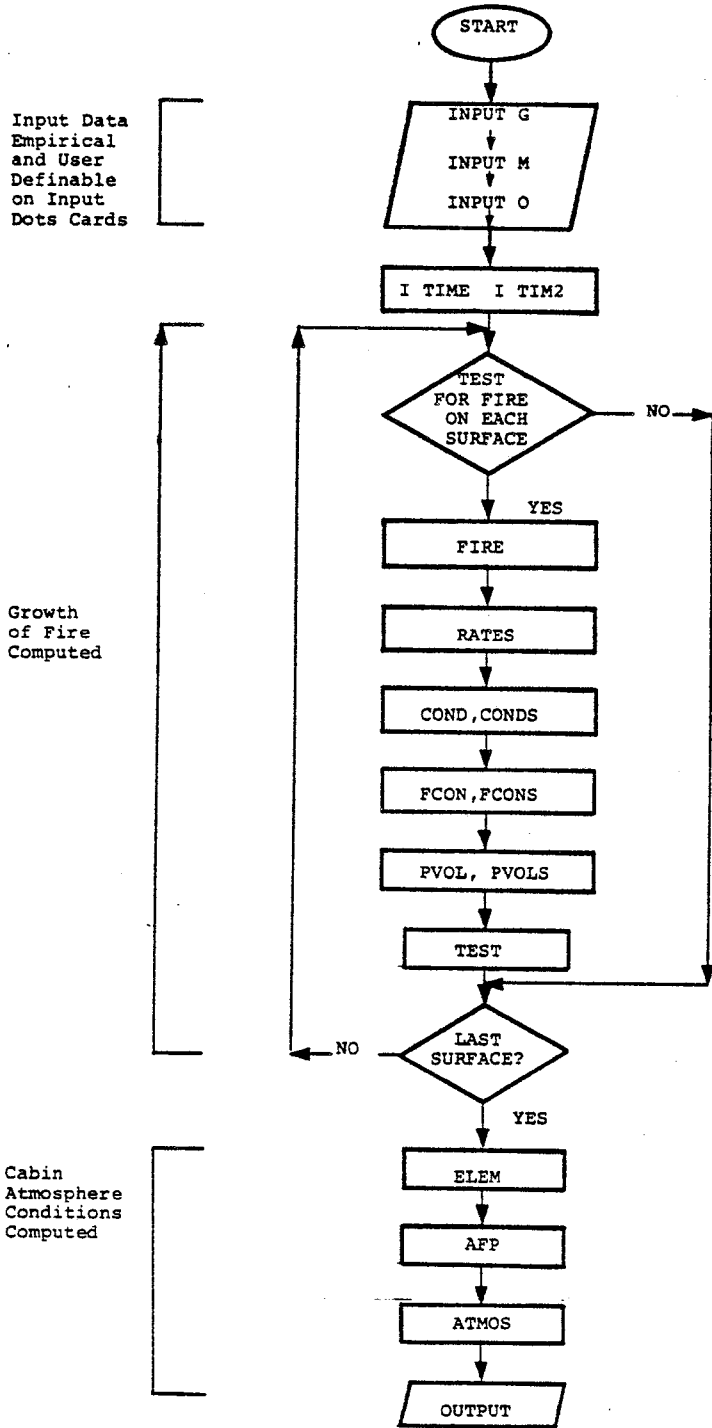 START
Input Data
Empirical
and User
Definable
on Input
Dots Cards
INPUT G
INPUT M
INPUT O
I TIME I TIM2
TEST
FOR FIRE
ON EACH
SURFACE
NO
YES
FIRE
RATES
Growth
of Fire
Computed
COND,CONDS
FCON,FCONS
PVOL, PVOLS
TEST
LAST
SURFACE?
NO
YES
Cabin
Atmosphere
Conditions
Computed
ELEM
AFP
ATMOS
OUTPUT